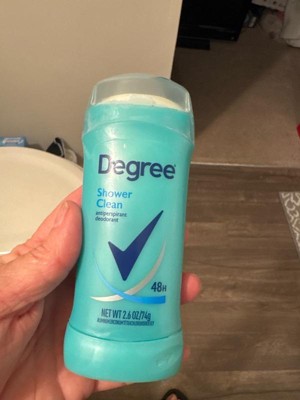 Degree
Shower
Clean
antiperspirant
deodorant
48H
NET WT 2.6 OZ/74g